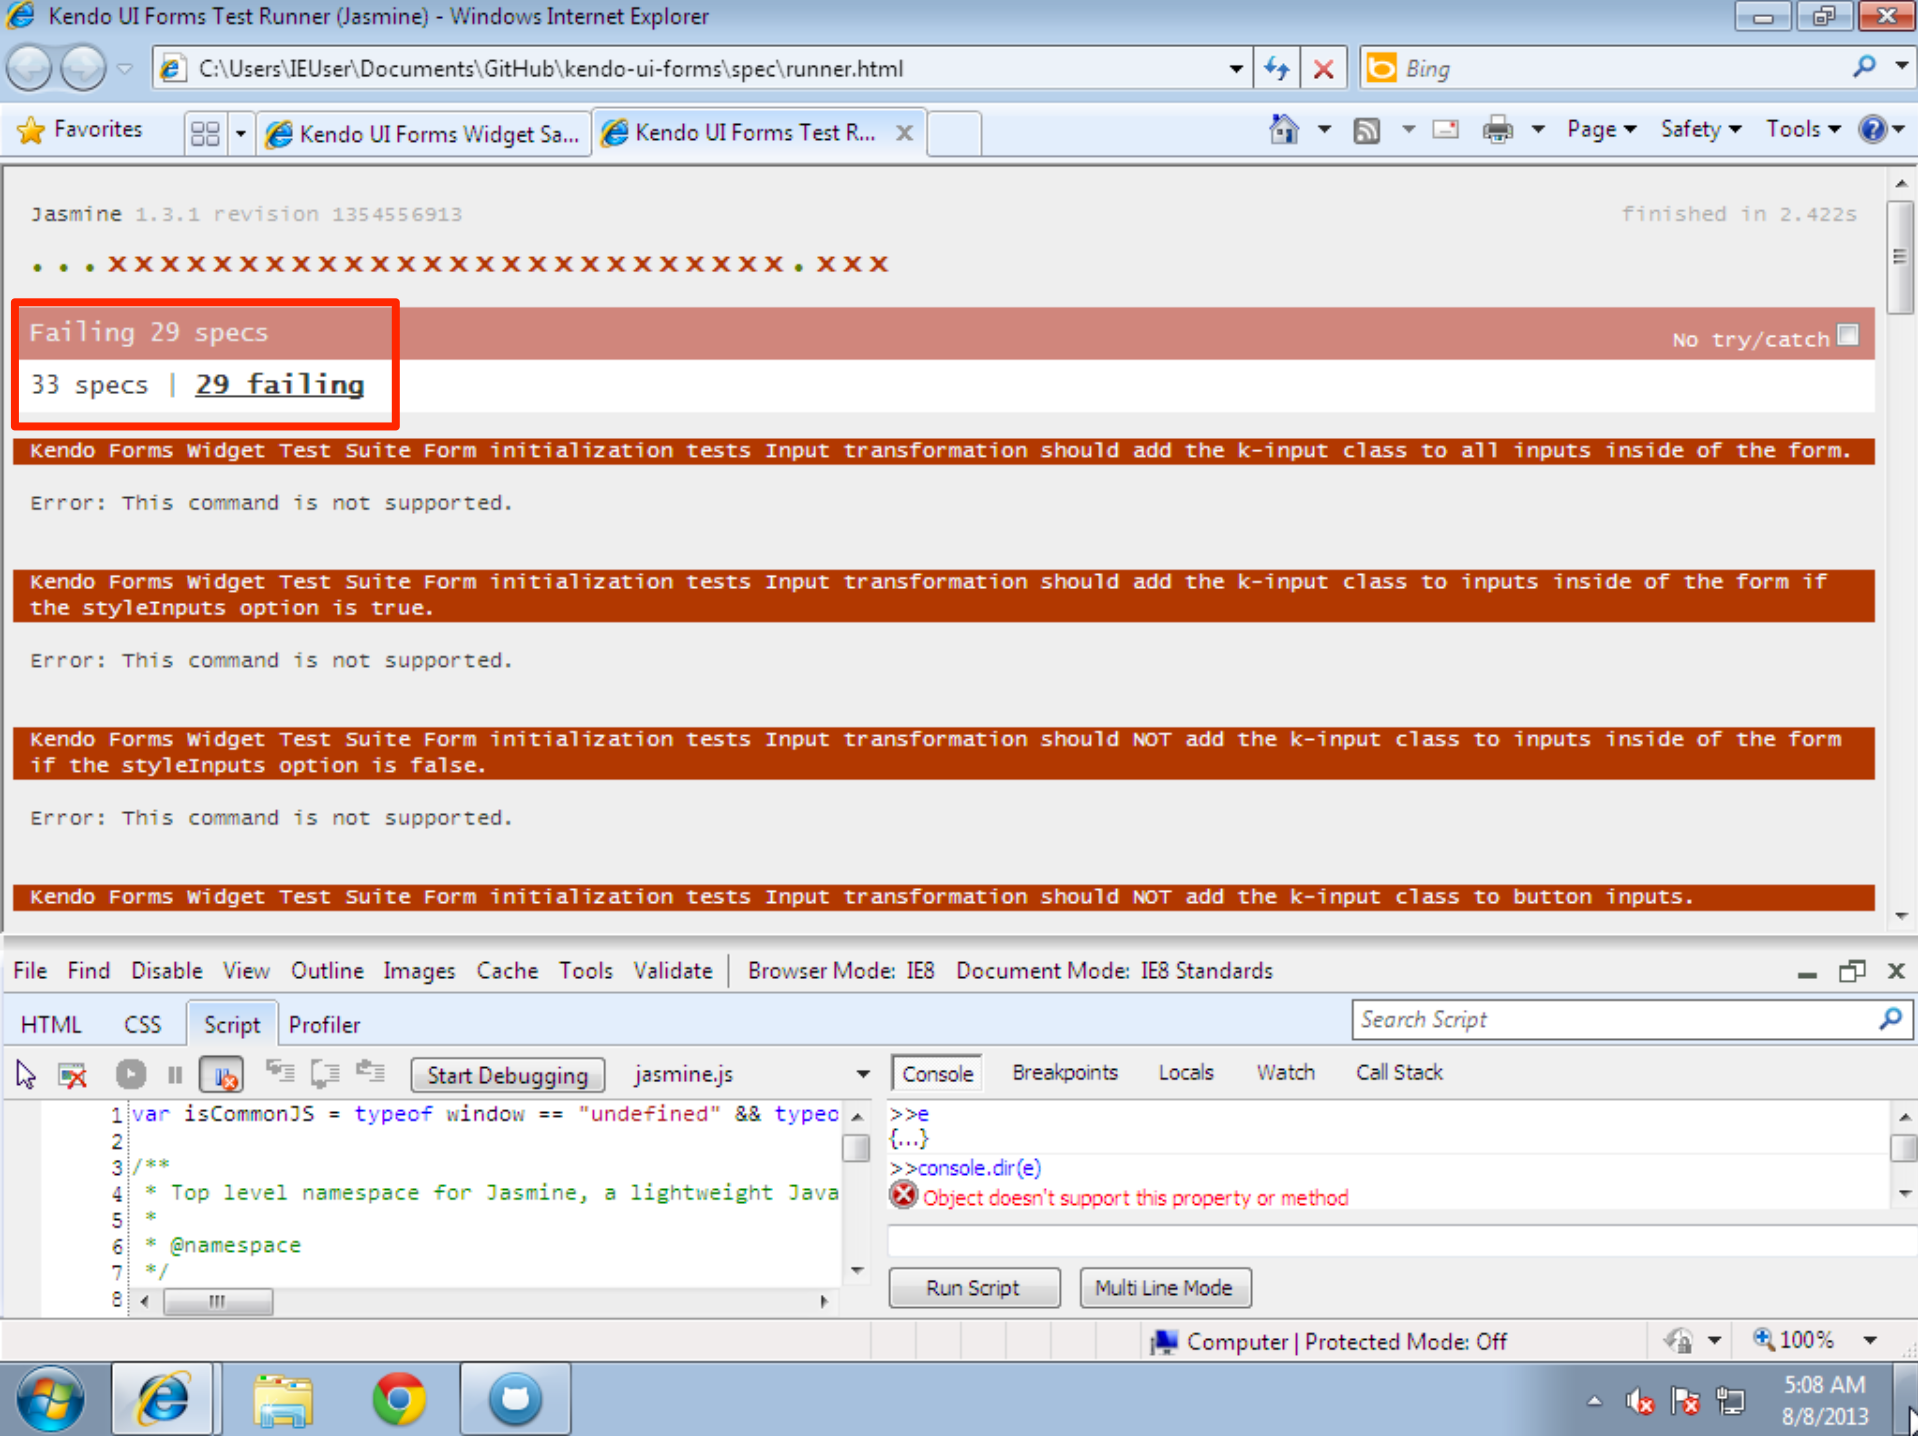 Kendo UI Forms Test Runner (Jasmine) - Windows Internet Explorer
C:\Users\IEUser\Documents\GitHub\kendo-ui-forms\spec\runner.html
Bing
Favorites
Kendo UI Forms Widget Sa...
Kendo UI Forms Test R...
Page
Safety
Tools
Jasmine 1.3.1 revision 1354556913
finished in 2.422s
...xxxxxxxxxxxxxxxxxxxxxxxxxx.xxx
Failing 29 specs
No try/catch
33 specs | 29 failing
Kendo Forms Widget Test Suite Form initialization tests Input transformation should add the k-input class to all inputs inside of the form.
Error: This command is not supported.
Kendo Forms Widget Test Suite Form initialization tests Input transformation should add the k-input class to inputs inside of the form if
the styleInputs option is true.
Error: This command is not supported.
Kendo Forms Widget Test Suite Form initialization tests Input transformation should NOT add the k-input class to inputs inside of the form
if the styleInputs option is false.
Error: This command is not supported.
Kendo Forms Widget Test Suite Form initialization tests Input transformation should NOT add the k-input class to button inputs.
File Find Disable View Outline Images Cache Tools Validate | Browser Mode: IE8 Document Mode: IE8 Standards
HTML CSS Script Profiler
Search Script
Start Debugging
jasmine.js
Console Breakpoints Locals Watch Call Stack
1 var isCommonJS = typeof window == "undefined" && typeo
2
3 /**
4 * Top level namespace for Jasmine, a lightweight Java
5 *
6 * @namespace
7 */
8
>>e
{...}
>>console.dir(e)
Object doesn't support this property or method
Run Script
Multi Line Mode
Computer | Protected Mode: Off
100%
5:08 AM
8/8/2013